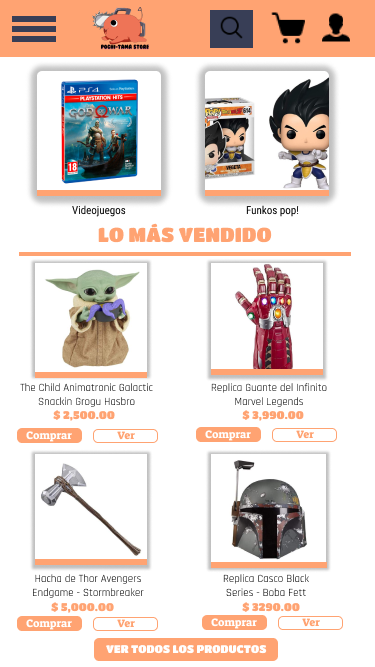 POCHI-TAMA STORE
PS4
PLAYSTATION HITS
GOD OF WAR
18
POP!
614
VEGETA
Videojuegos
Funkos pop!
LO MÁS VENDIDO
The Child Animatronic Galactic
Snackin Grogu Hasbro
$ 2,500.00
Comprar
Ver
Replica Guante del Infinito
Marvel Legends
$ 3,990.00
Comprar
Ver
Hacha de Thor Avengers
Endgame - Stormbreaker
$ 5,000.00
Comprar
Ver
Replica Casco Black
Series - Boba Fett
$ 3290.00
Comprar
Ver
VER TODOS LOS PRODUCTOS